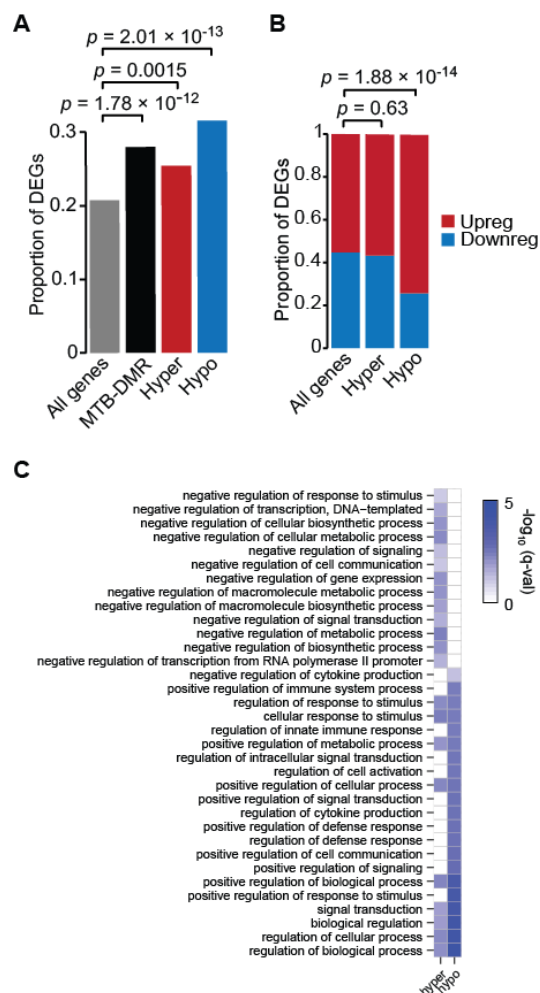 A
p = 2.01 × 10⁻¹³
p = 0.0015
p = 1.78 × 10⁻¹²
Proportion of DEGs
0.3
0.2
0.1
0
All genes
MTB-DMR
Hyper
Hypo
B
p = 1.88 × 10⁻¹⁴
p = 0.63
Proportion of DEGs
1
0.8
0.6
0.4
0.2
0
All genes
Hyper
Hypo
Upreg
Downreg
C
negative regulation of response to stimulus
negative regulation of transcription, DNA−templated
negative regulation of cellular biosynthetic process
negative regulation of cellular metabolic process
negative regulation of signaling
negative regulation of cell communication
negative regulation of gene expression
negative regulation of macromolecule metabolic process
negative regulation of macromolecule biosynthetic process
negative regulation of signal transduction
negative regulation of metabolic process
negative regulation of biosynthetic process
negative regulation of transcription from RNA polymerase II promoter
negative regulation of cytokine production
positive regulation of immune system process
regulation of response to stimulus
cellular response to stimulus
regulation of innate immune response
positive regulation of metabolic process
regulation of intracellular signal transduction
regulation of cell activation
positive regulation of cellular process
positive regulation of signal transduction
regulation of cytokine production
positive regulation of defense response
regulation of defense response
positive regulation of cell communication
positive regulation of signaling
positive regulation of biological process
positive regulation of response to stimulus
signal transduction
biological regulation
regulation of cellular process
regulation of biological process
hyper
hypo
5
0
-log₁₀ (q-val)